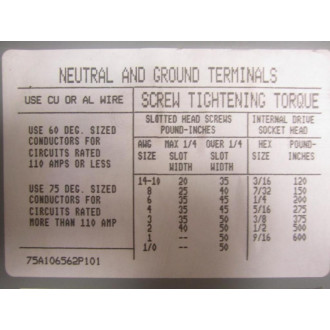 NEUTRAL AND GROUND TERMINALS
USE CU OR AL WIRE
SCREW TIGHTENING TORQUE
USE 60 DEG. SIZED
CONDUCTORS FOR
CIRCUITS RATED
110 AMPS OR LESS
USE 75 DEG. SIZED
CONDUCTORS FOR
CIRCUITS RATED
MORE THAN 110 AMP
75A106562P101
SLOTTED HEAD SCREWS INTERNAL DRIVE
POUND-INCHES SOCKET HEAD
AWG MAX 1/4 OVER 1/4 HEX POUND-
SIZE SLOT SLOT SIZE INCHES
WIDTH WIDTH
14-10 20 35 3/16 120
8 25 40 7/32 150
6 35 45 1/4 200
4 35 45 5/16 275
3 35 50 3/8 375
2 40 50 1/2 500
1 -- 50 9/16 600
1/0 -- 50